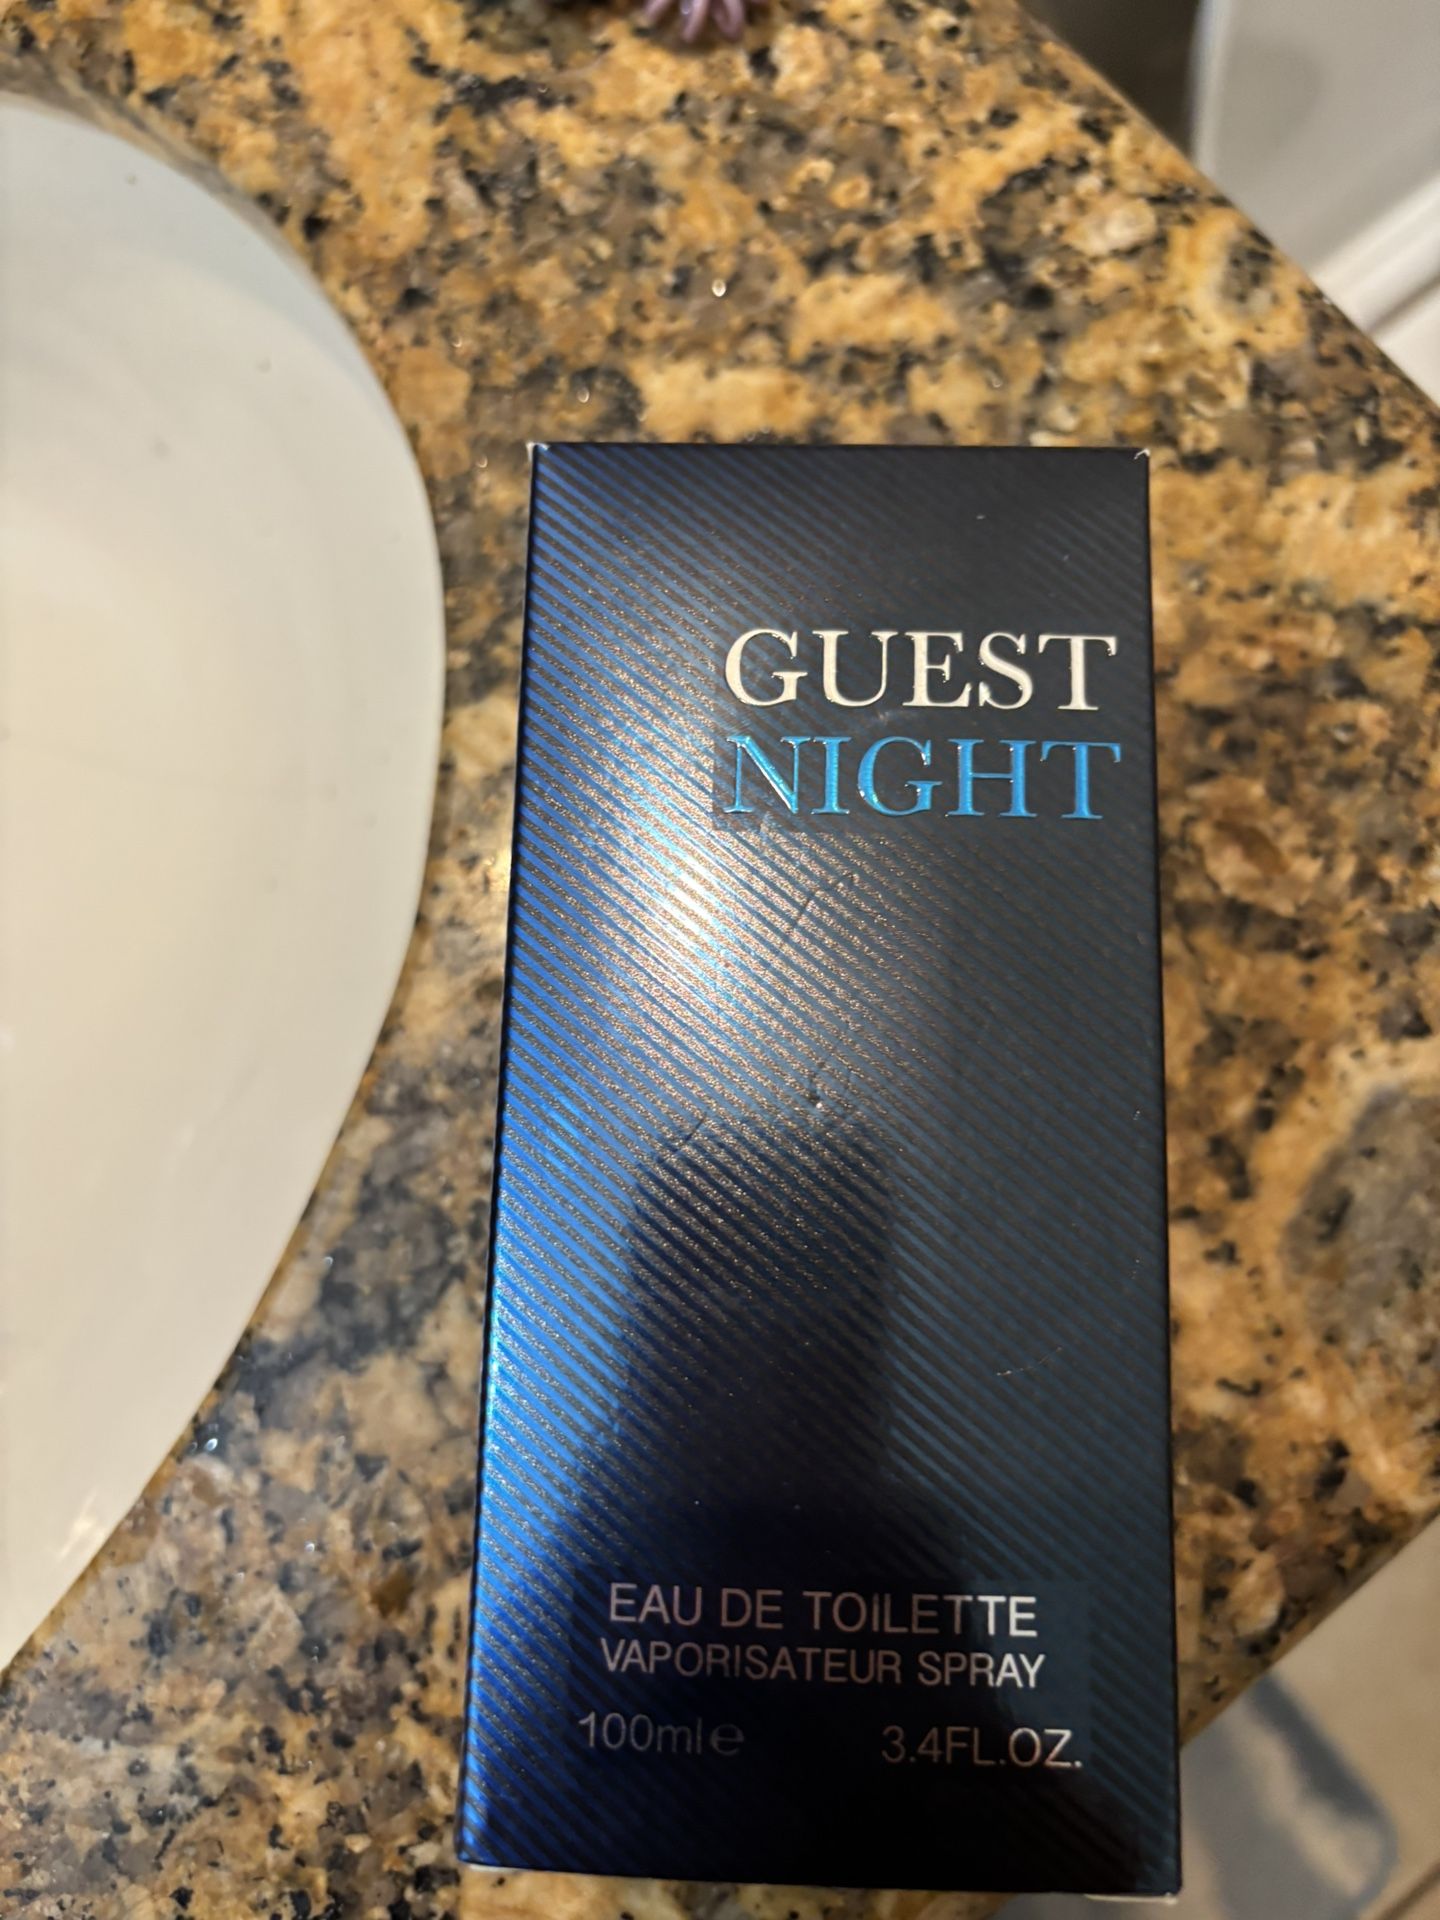 GUEST
NIGHT
EAU DE TOILETTE
VAPORISATEUR SPRAY
100ml℮ 3.4FL.OZ.